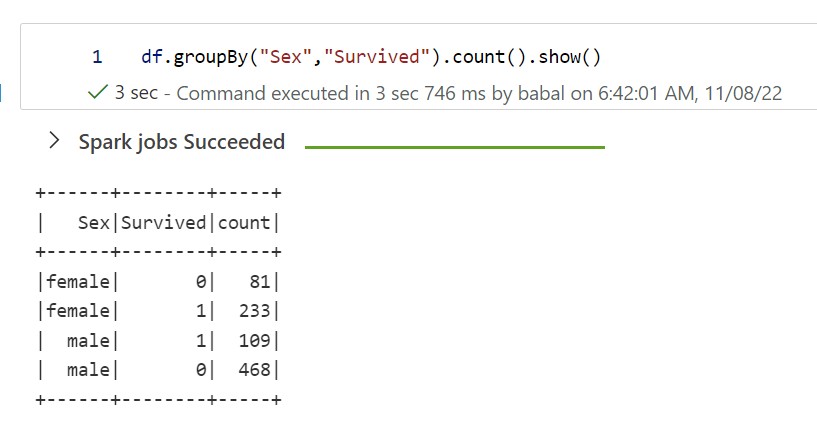 1 df.groupBy("Sex","Survived").count().show()
3 sec - Command executed in 3 sec 746 ms by babal on 6:42:01 AM, 11/08/22
Spark jobs Succeeded
+------+--------+-----+
|   Sex|Survived|count|
+------+--------+-----+
|female|       0|   81|
|female|       1|  233|
|  male|       1|  109|
|  male|       0|  468|
+------+--------+-----+